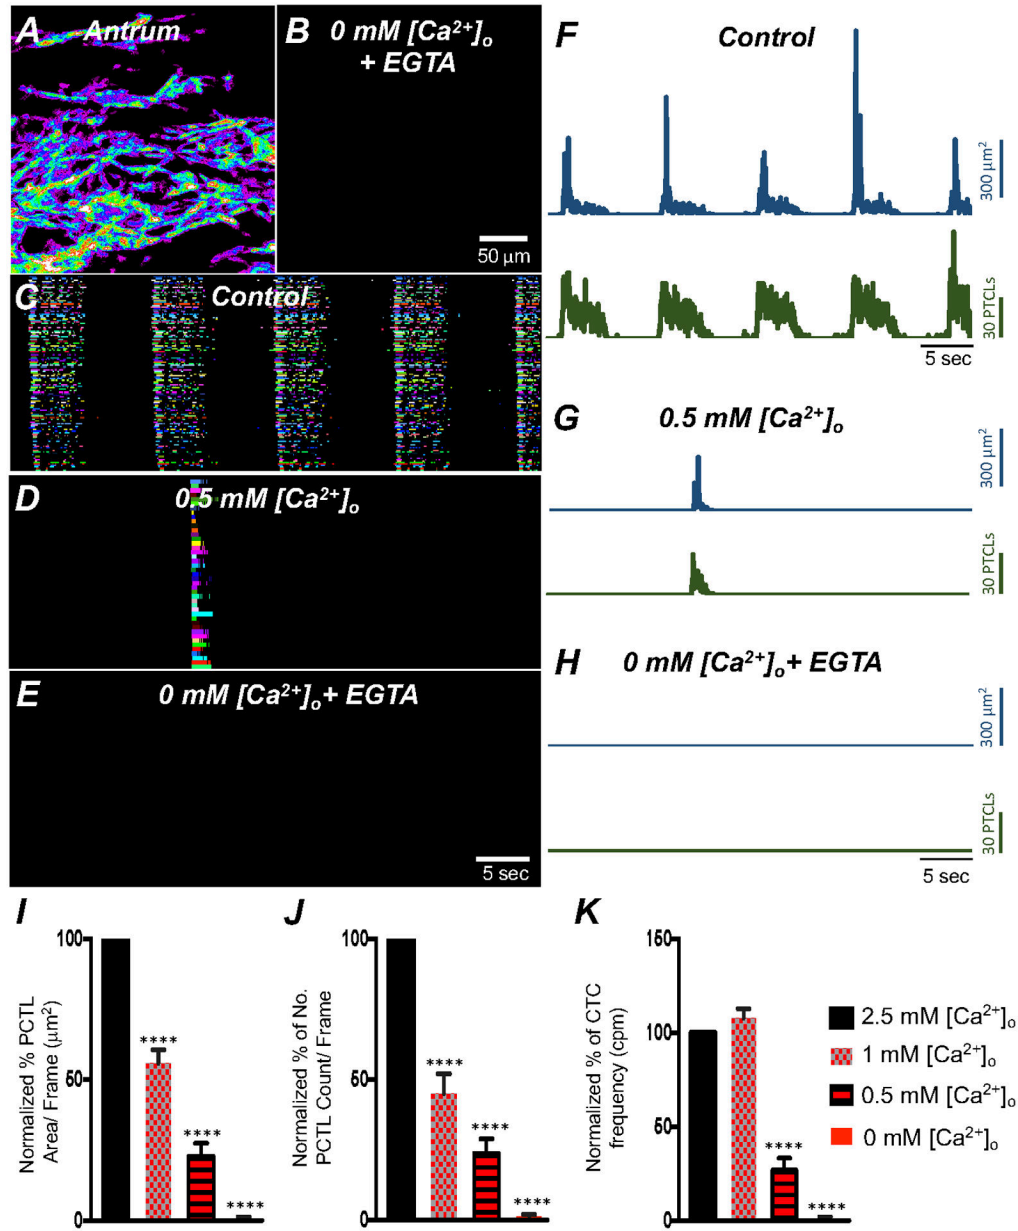 A Antrum
B 0 mM [Ca²⁺]ₒ
+ EGTA
50 µm
C Control
D 0.5 mM [Ca²⁺]ₒ
E 0 mM [Ca²⁺]ₒ+ EGTA
5 sec
F Control
300 µm²
30 PTCLs
5 sec
G 0.5 mM [Ca²⁺]ₒ
300 µm²
30 PTCLs
H 0 mM [Ca²⁺]ₒ+ EGTA
300 µm²
30 PTCLs
5 sec
I
Normalized % PCTL
Area/ Frame (µm²)
100
50
0
****
****
****
J
Normalized % of No.
PCTL Count/ Frame
100
50
0
****
****
****
K
Normalized % of CTC
frequency (cpm)
150
100
50
0
****
****
2.5 mM [Ca²⁺]ₒ
1 mM [Ca²⁺]ₒ
0.5 mM [Ca²⁺]ₒ
0 mM [Ca²⁺]ₒ